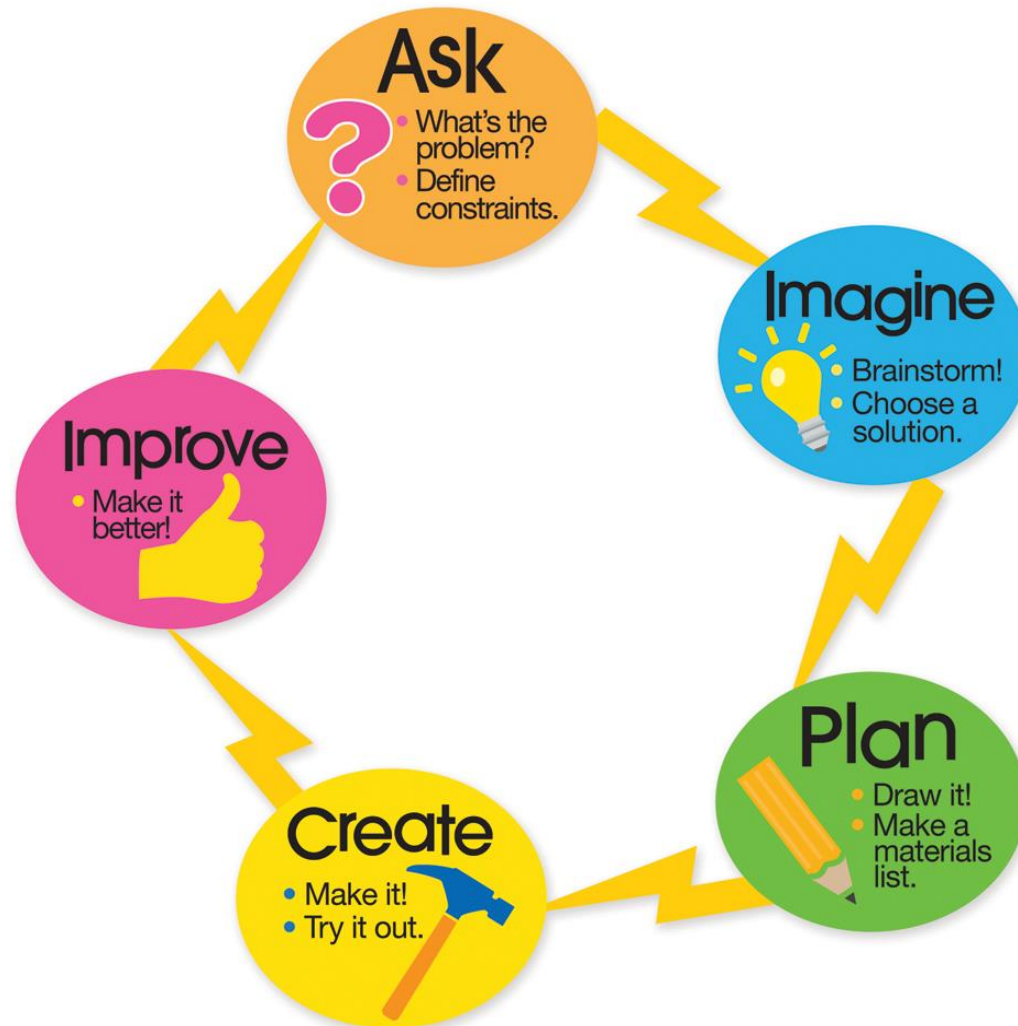 Ask
• What's the
problem?
• Define
constraints.
Imagine
• Brainstorm!
• Choose a
solution.
Plan
• Draw it!
• Make a
materials
list.
Create
• Make it!
• Try it out.
Improve
• Make it
better!